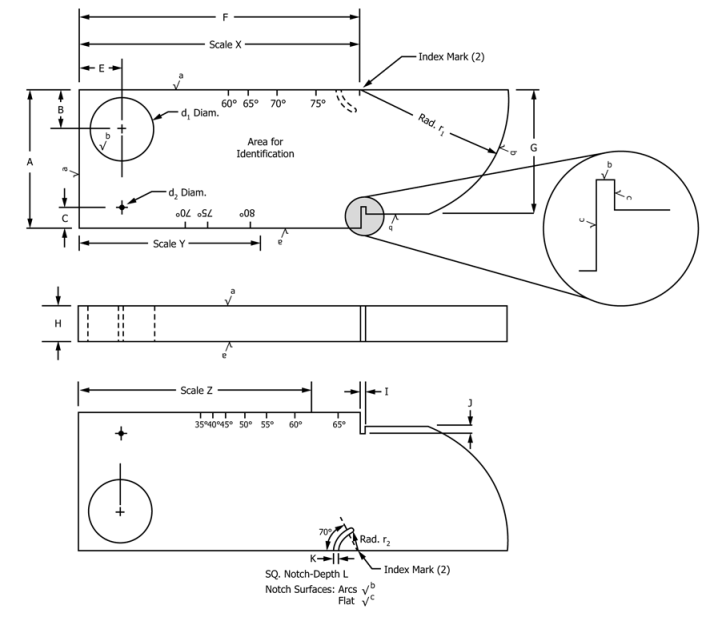 F
Scale X
Index Mark (2)
E
a
60° 65° 70° 75°
B
d1 Diam.
b
Rad. r1
G
A
Area for
Identification
a
b
d2 Diam.
b
c
c
C
70° 75° 80°
b
Scale Y
a
a
H
a
Scale Z
I
J
35°40°45° 50° 55° 60° 65°
70°
Rad. r2
K
Index Mark (2)
SQ. Notch-Depth L
Notch Surfaces: Arcs √b
Flat √c